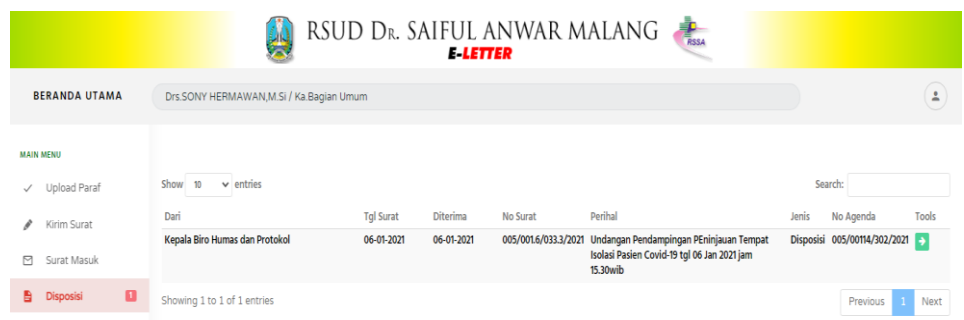 RSUD DR. SAIFUL ANWAR MALANG
E-LETTER
RSSA
BERANDA UTAMA
Drs.SONY HERMAWAN,M.Si / Ka.Bagian Umum
MAIN MENU
Upload Paraf
Kirim Surat
Surat Masuk
Disposisi 1
Show 10 entries
Search:
Dari Tgl Surat Diterima No Surat Perihal Jenis No Agenda Tools
Kepala Biro Humas dan Protokol 06-01-2021 06-01-2021 005/001.6/033.3/2021 Undangan Pendampingan PEninjauan Tempat Disposisi 005/00114/302/2021
Isolasi Pasien Covid-19 tgl 06 Jan 2021 jam
15.30wib
Showing 1 to 1 of 1 entries
Previous 1 Next